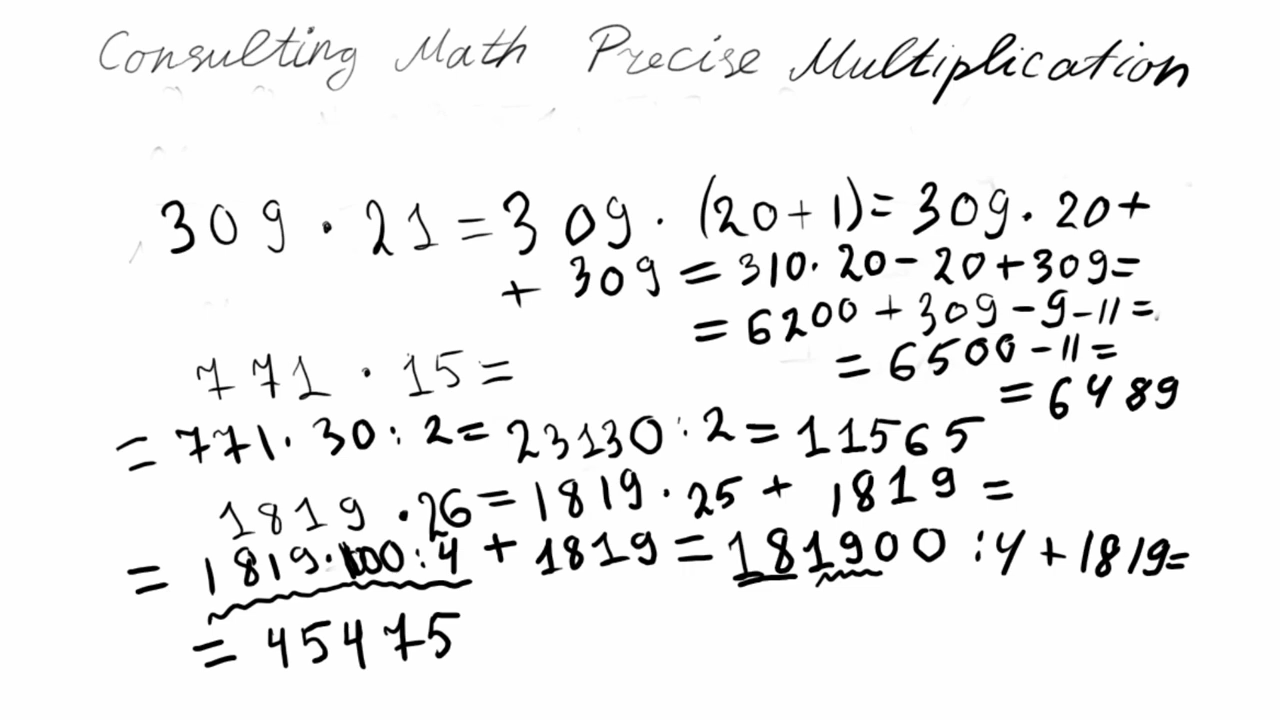 Consulting Math Precise Multiplication
309 · 21 = 309 · (20 + 1) = 309 · 20 +
+ 309 = 310 · 20 - 20 + 309 =
= 6200 + 309 - 9 - 11 =
= 6500 - 11 =
= 6489
771 · 15 =
= 771 · 30 : 2 = 23130 : 2 = 11565
1819 · 26 = 1819 · 25 + 1819 =
= 1819 · 100 : 4 + 1819 = 181900 : 4 + 1819 =
= 45475